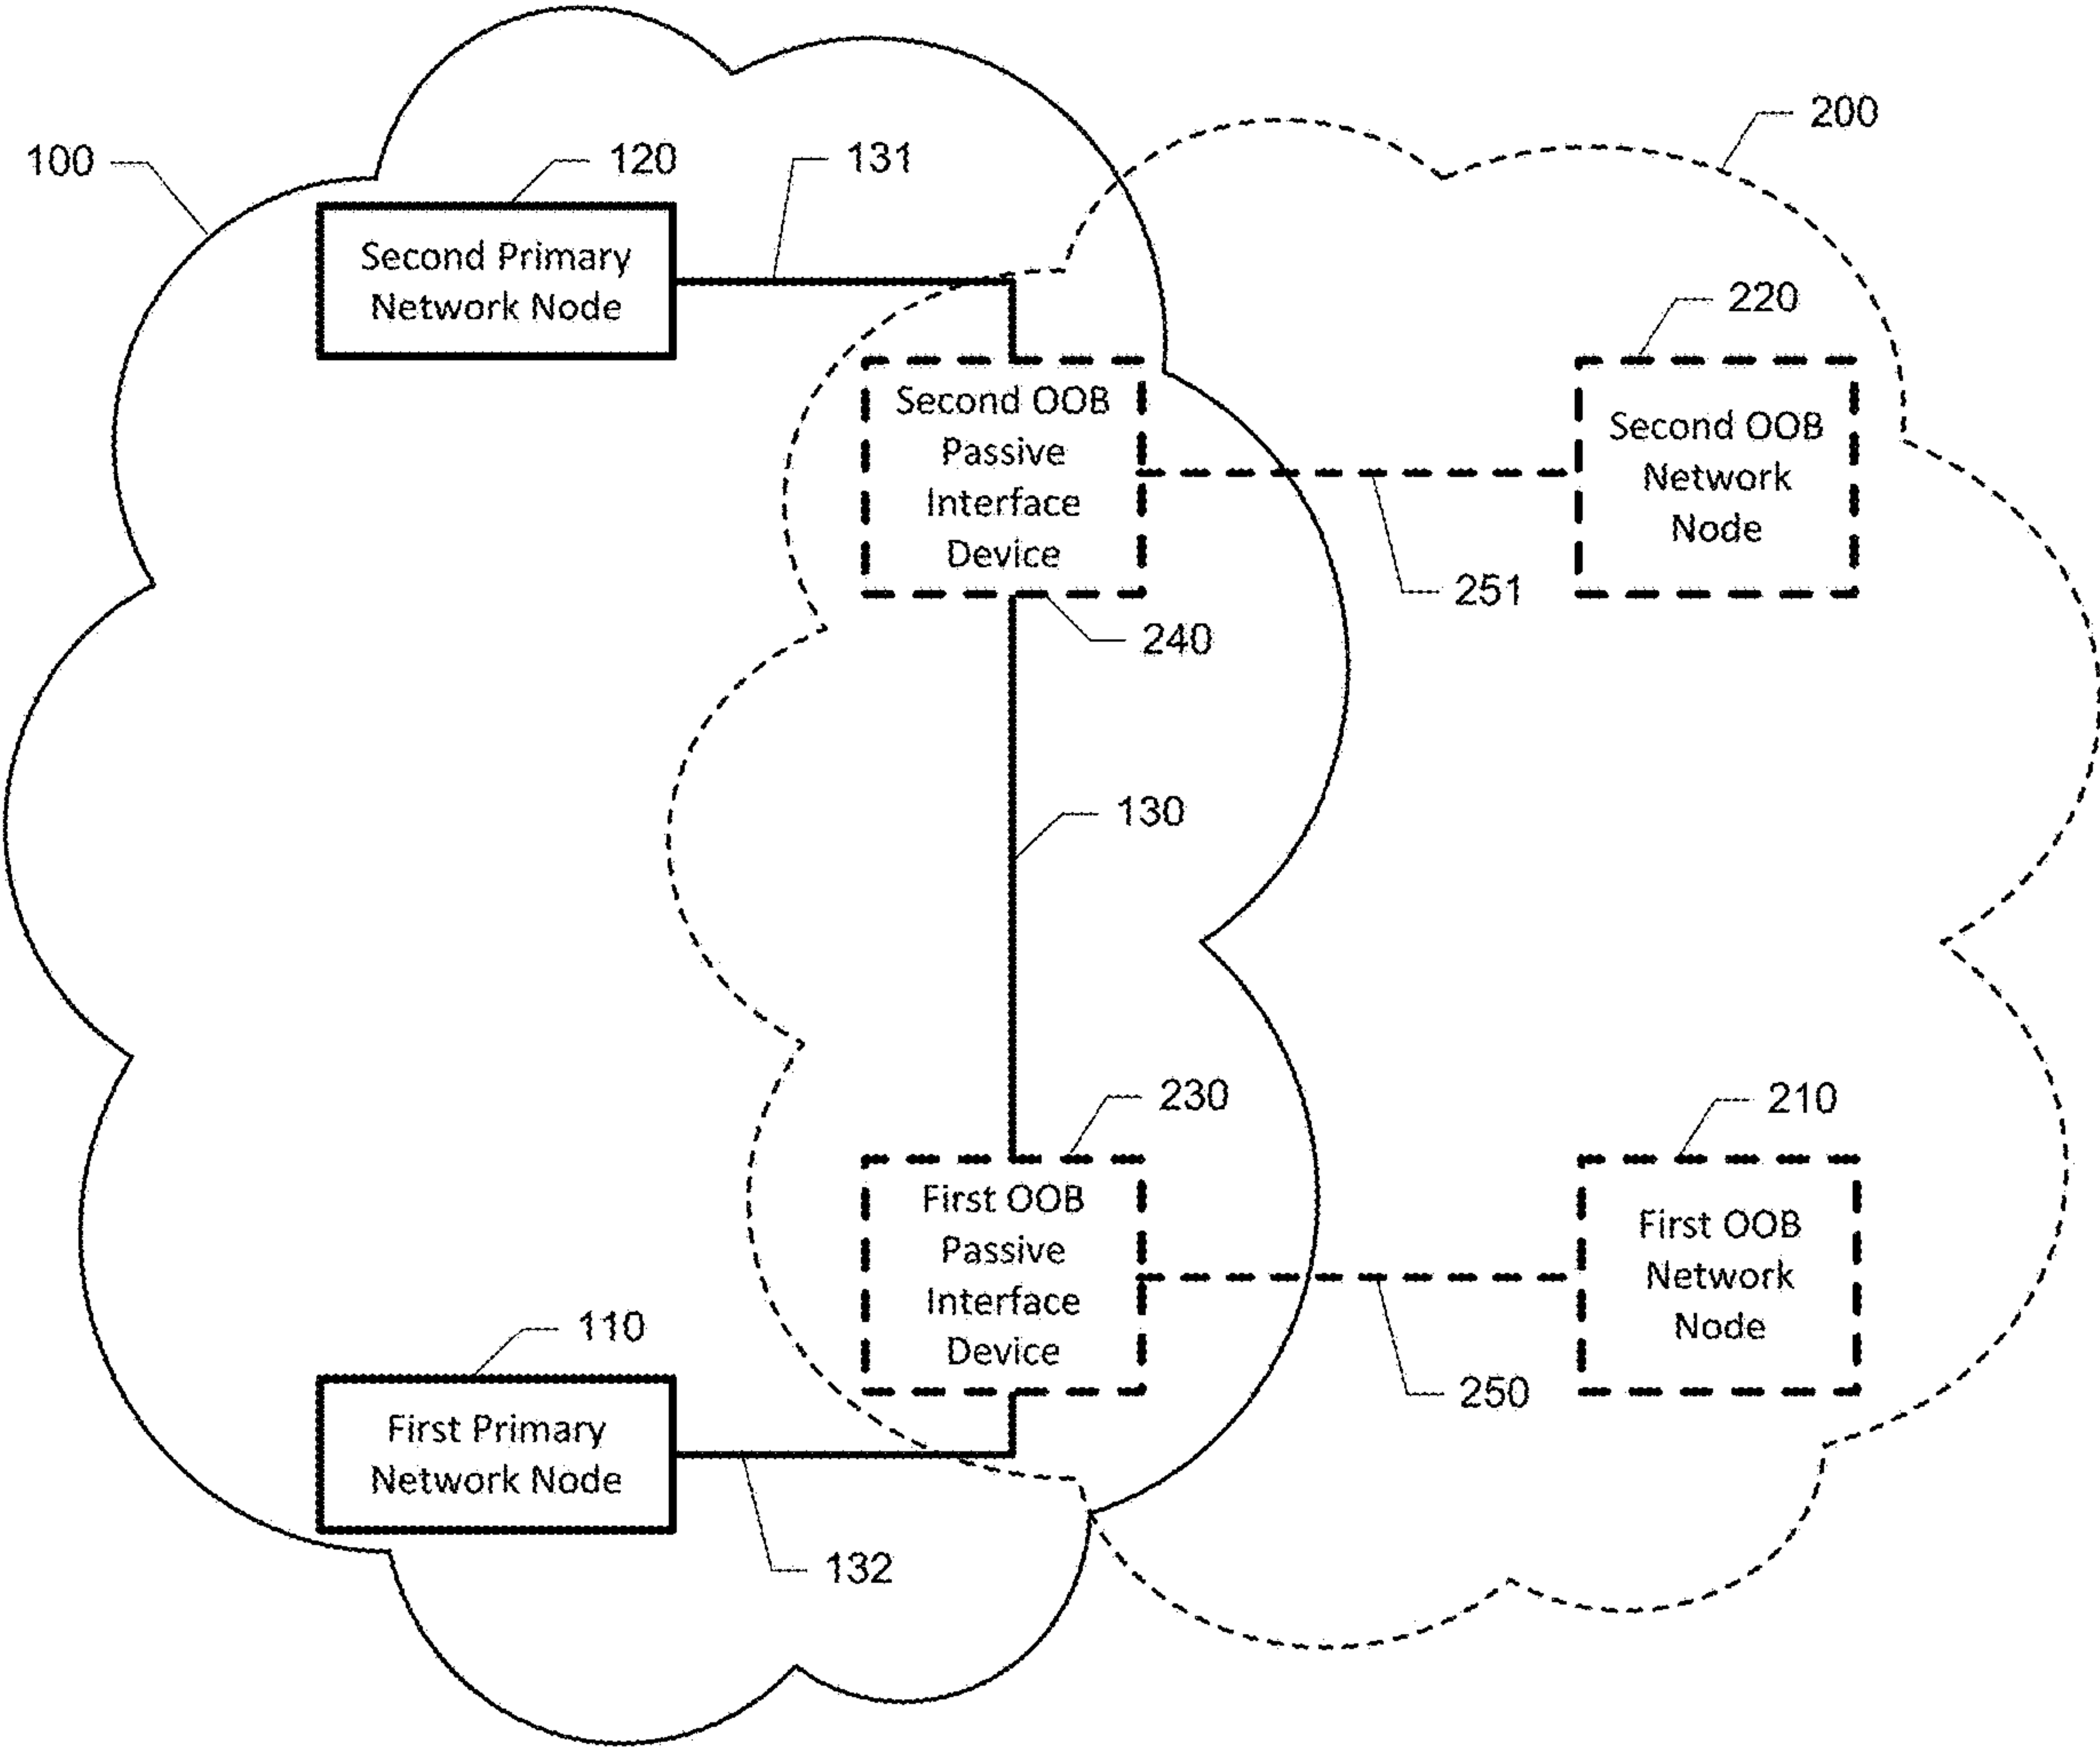 200
100
120
131
Second Primary
Network Node
220
Second OOB
Passive
Interface
Device
Second OOB
Network
Node
251
240
130
230
210
First OOB
Passive
Interface
Device
First OOB
Network
Node
110
250
First Primary
Network Node
132